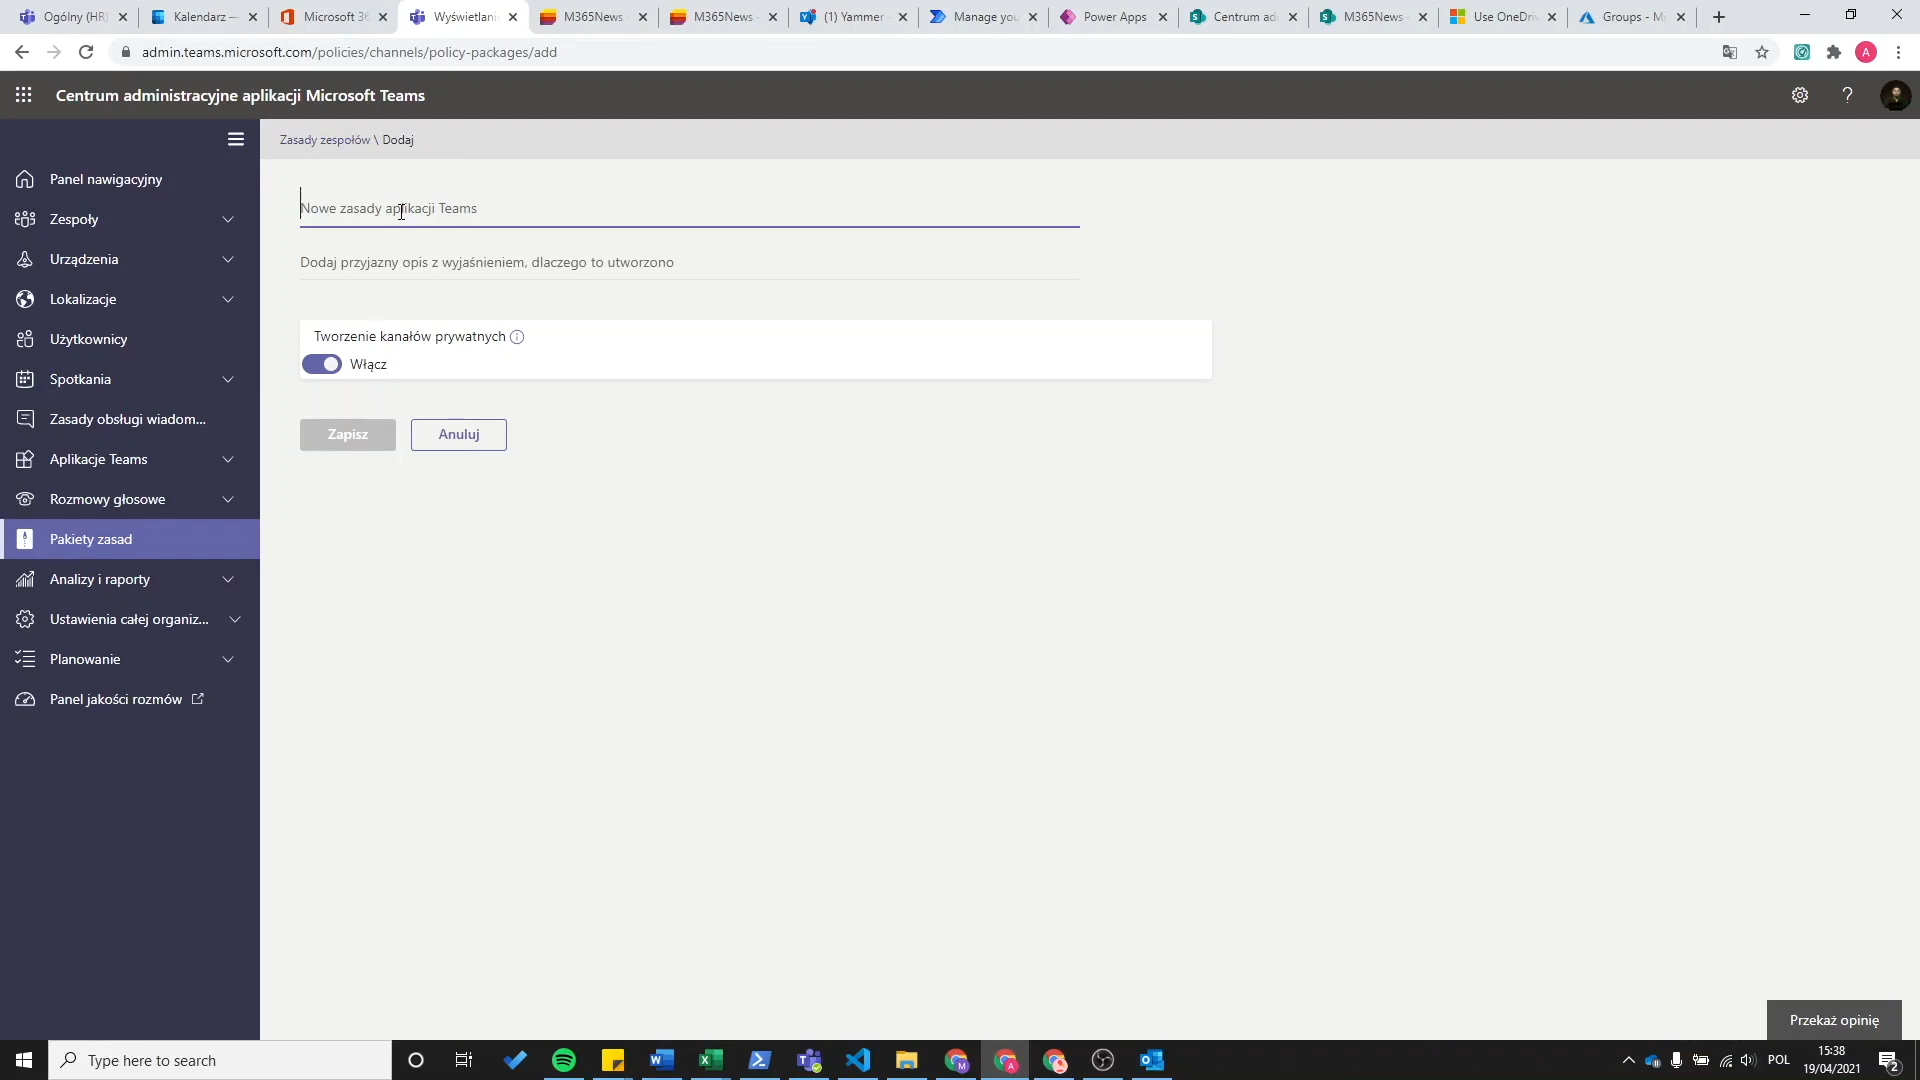 Ogólny (HR)
Kalendarz —
Microsoft 36
Wyświetlani
M365News
M365News -
(1) Yammer
Manage you
Power Apps
Centrum ad
M365News -
Use OneDri
Groups - M
admin.teams.microsoft.com/policies/channels/policy-packages/add
A
Centrum administracyjne aplikacji Microsoft Teams
Zasady zespołów \ Dodaj
Panel nawigacyjny
Zespoły
Urządzenia
Lokalizacje
Użytkownicy
Spotkania
Zasady obsługi wiadom...
Aplikacje Teams
Rozmowy głosowe
Pakiety zasad
Analizy i raporty
Ustawienia całej organiz...
Planowanie
Panel jakości rozmów
Nowe zasady aplikacji Teams
Dodaj przyjazny opis z wyjaśnieniem, dlaczego to utworzono
Tworzenie kanałów prywatnych
Włącz
Zapisz
Anuluj
Przekaż opinię
Type here to search
POL
15:38
19/04/2021
2